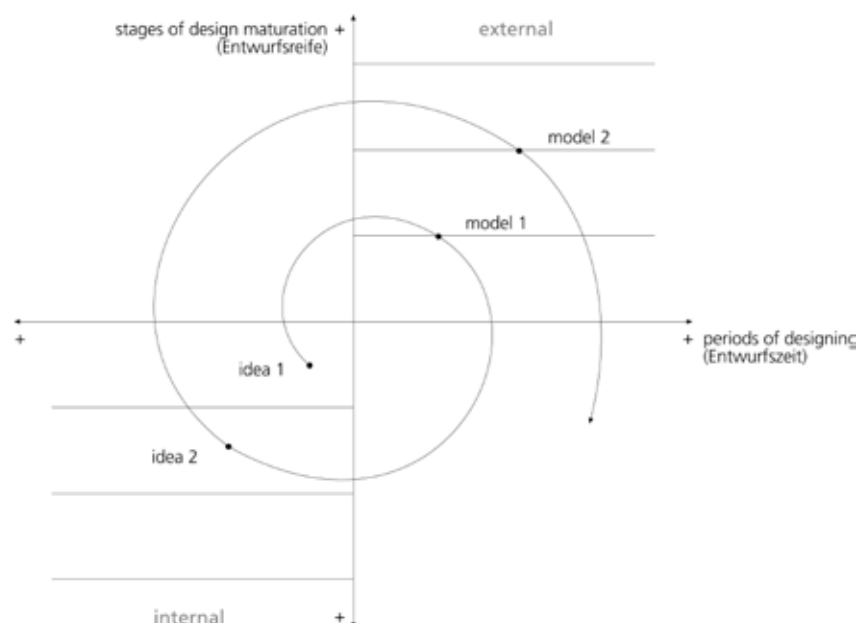 stages of design maturation +
(Entwurfsreife)
external
model 2
model 1
+
+ periods of designing
(Entwurfszeit)
idea 1
idea 2
internal
+